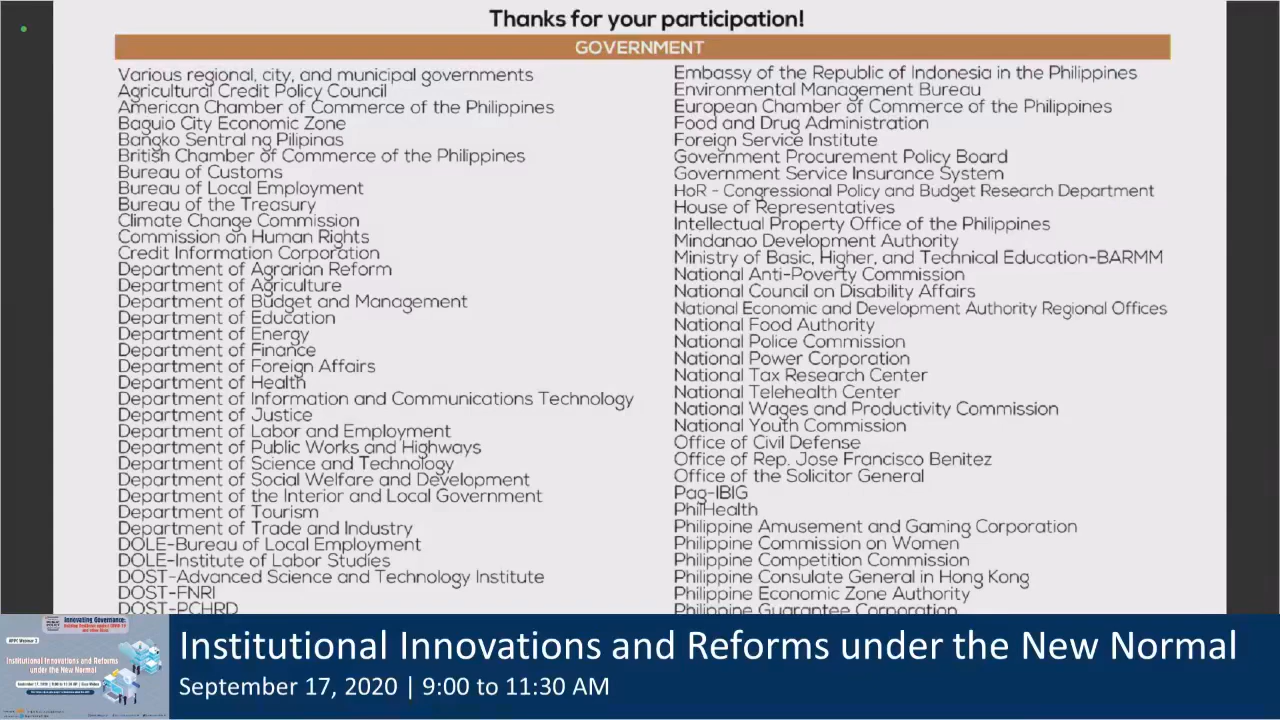 Thanks for your participation!
GOVERNMENT
Various regional, city, and municipal governments
Agricultural Credit Policy Council
American Chamber of Commerce of the Philippines
Baguio City Economic Zone
Bangko Sentral ng Pilipinas
British Chamber of Commerce of the Philippines
Bureau of Customs
Bureau of Local Employment
Bureau of the Treasury
Climate Change Commission
Commission on Human Rights
Credit Information Corporation
Department of Agrarian Reform
Department of Agriculture
Department of Budget and Management
Department of Education
Department of Energy
Department of Finance
Department of Foreign Affairs
Department of Health
Department of Information and Communications Technology
Department of Justice
Department of Labor and Employment
Department of Public Works and Highways
Department of Science and Technology
Department of Social Welfare and Development
Department of the Interior and Local Government
Department of Tourism
Department of Trade and Industry
DOLE-Bureau of Local Employment
DOLE-Institute of Labor Studies
DOST-Advanced Science and Technology Institute
DOST-FNRI
DOST-PCHRD
Embassy of the Republic of Indonesia in the Philippines
Environmental Management Bureau
European Chamber of Commerce of the Philippines
Food and Drug Administration
Foreign Service Institute
Government Procurement Policy Board
Government Service Insurance System
HoR - Congressional Policy and Budget Research Department
House of Representatives
Intellectual Property Office of the Philippines
Mindanao Development Authority
Ministry of Basic, Higher, and Technical Education-BARMM
National Anti-Poverty Commission
National Council on Disability Affairs
National Economic and Development Authority Regional Offices
National Food Authority
National Police Commission
National Power Corporation
National Tax Research Center
National Telehealth Center
National Wages and Productivity Commission
National Youth Commission
Office of Civil Defense
Office of Rep. Jose Francisco Benitez
Office of the Solicitor General
Pag-IBIG
PhilHealth
Philippine Amusement and Gaming Corporation
Philippine Commission on Women
Philippine Competition Commission
Philippine Consulate General in Hong Kong
Philippine Economic Zone Authority
Philippine Guarantee Corporation
Innovating Governance:
Institutional Innovations and Reforms
under the New Normal
Institutional Innovations and Reforms under the New Normal
September 17, 2020 | 9:00 to 11:30 AM